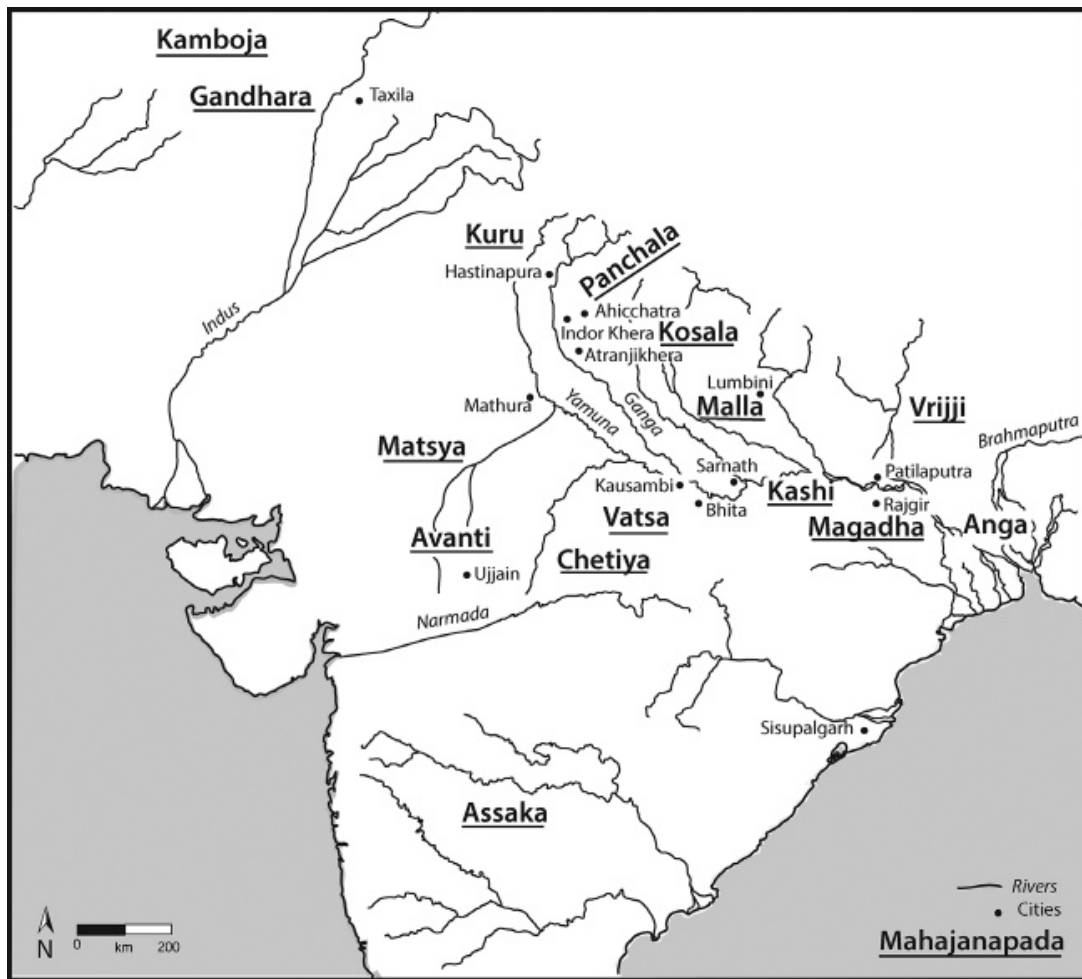 Kamboja
Gandhara
Taxila
Kuru
Hastinapura
Panchala
Indus
Ahicchatra
Indor Khera
Kosala
Atranjikhera
Lumbini
Mathura
Yamuna
Ganga
Malla
Vrijji
Brahmaputra
Matsya
Sarnath
Patilaputra
Kausambi
Kashi
Bhita
Rajgir
Vatsa
Magadha
Anga
Avanti
Chetiya
Ujjain
Narmada
Sisupalgarh
Assaka
Rivers
Cities
Mahajanapada
N
0 km 200